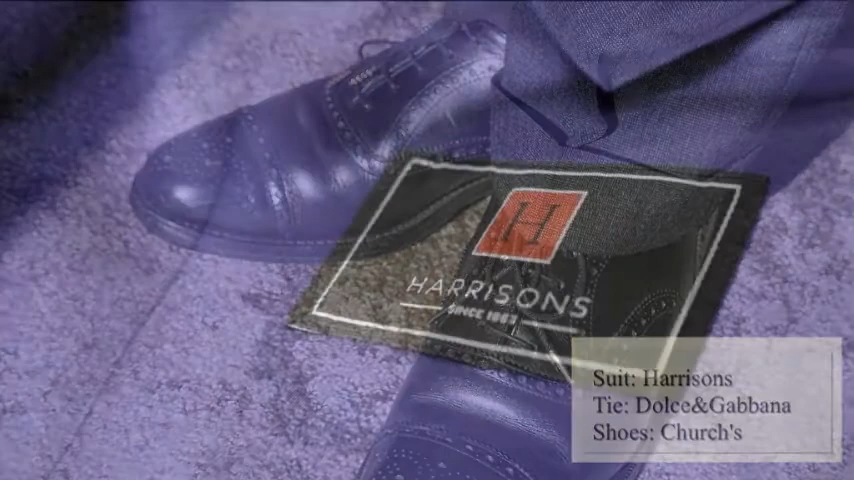 H
HARRISONS
SINCE 1863
Suit: Harrisons
Tie: Dolce&Gabbana
Shoes: Church's